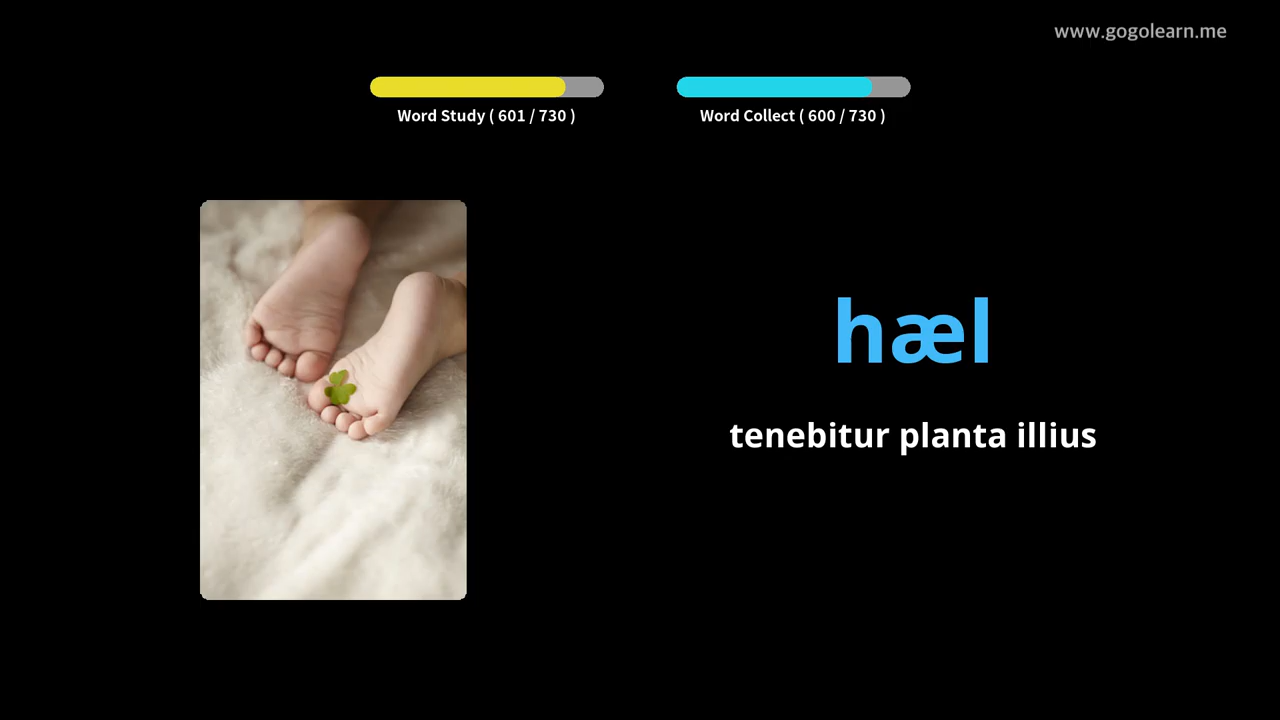 www.gogolearn.me
Word Study ( 601 / 730 )
Word Collect ( 600 / 730 )
hæl
tenebitur planta illius